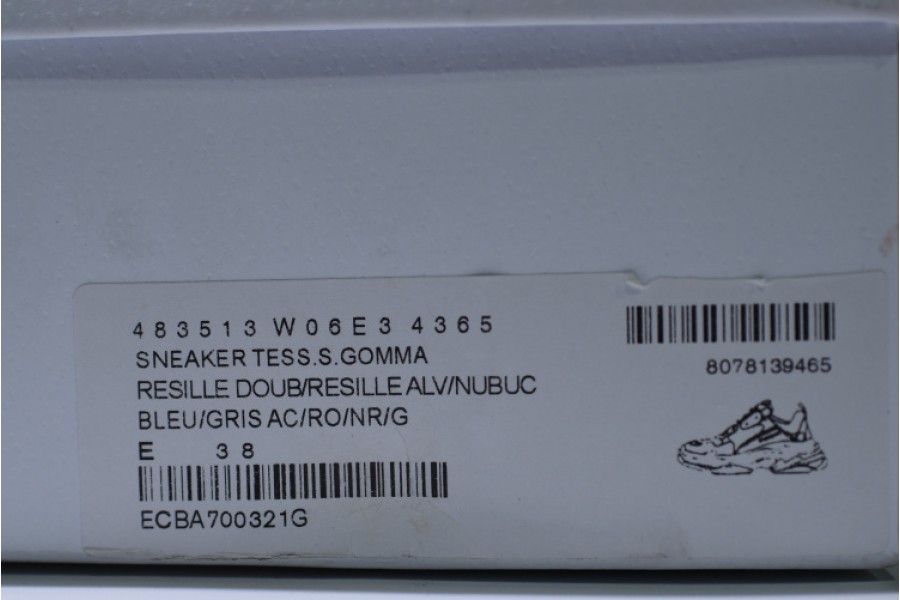 483513 W06E3 4365
SNEAKER TESS.S.GOMMA
RESILLE DOUB/RESILLE ALV/NUBUC
BLEU/GRIS AC/RO/NR/G
E 38
ECBA700321G
8078139465